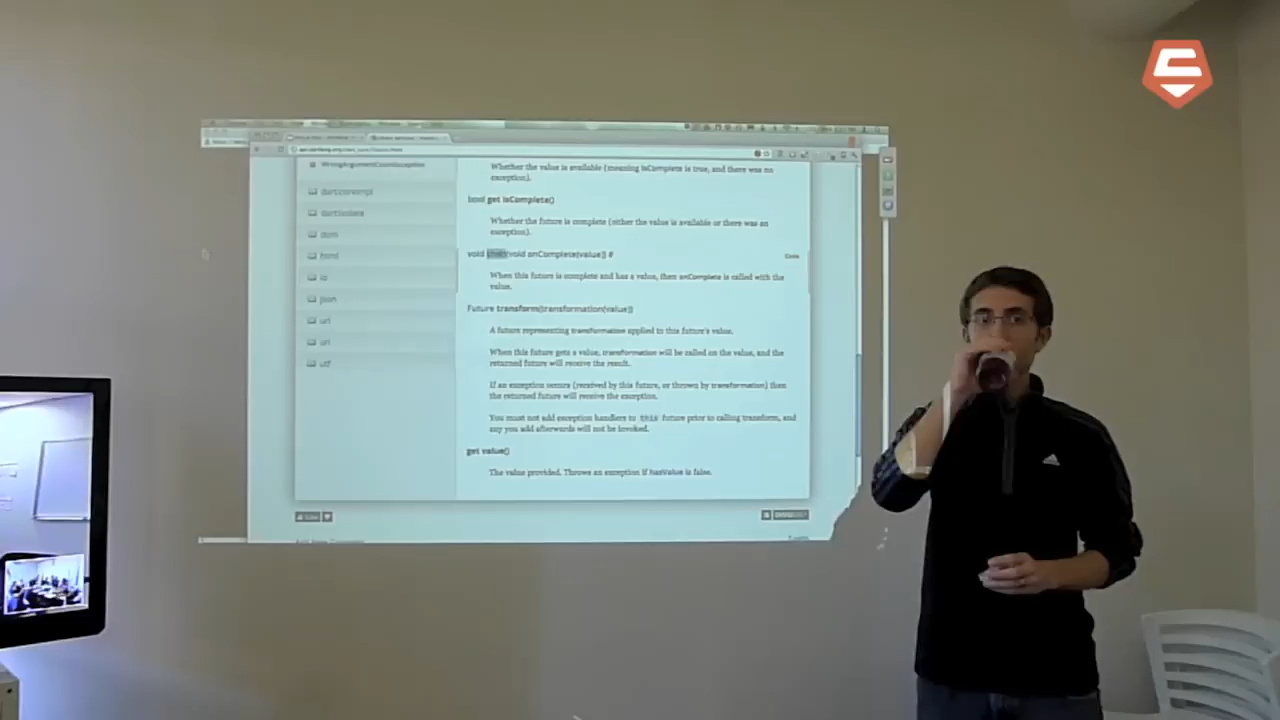 WrongArgumentCountException
dart:coreimpl
dart:isolate
dom
html
io
json
uri
url
utf
Whether the value is available (meaning isComplete is true, and there was no
exception).
bool get isComplete()
Whether the future is complete (either the value is available or there was an
exception).
void then(void onComplete(value)) #
Code
When this future is complete and has a value, then onComplete is called with the
value.
Future transform(transformation(value))
A future representing transformation applied to this future's value.
When this future gets a value, transformation will be called on the value, and the
returned future will receive the result.
If an exception occurs (received by this future, or thrown by transformation) then
the returned future will receive the exception.
You must not add exception handlers to this future prior to calling transform, and
any you add afterwards will not be invoked.
get value()
The value provided. Throws an exception if hasValue is false.
adidas